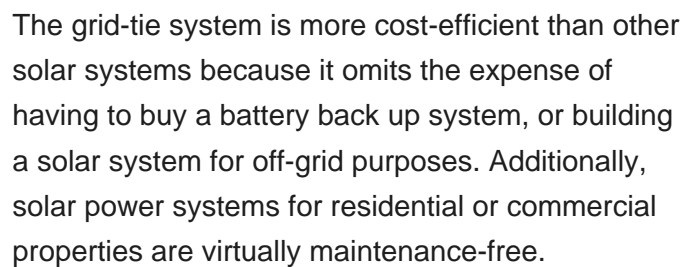 The grid-tie system is more cost-efficient than other
solar systems because it omits the expense of
having to buy a battery back up system, or building
a solar system for off-grid purposes. Additionally,
solar power systems for residential or commercial
properties are virtually maintenance-free.